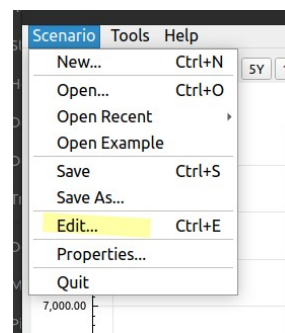 Scenario Tools Help
New... Ctrl+N
5Y
Open... Ctrl+O
Open Recent
Open Example
Save Ctrl+S
Save As...
Edit... Ctrl+E
Properties...
Quit
7,000.00